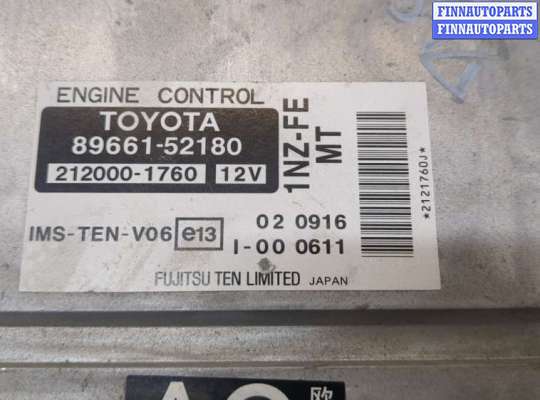 FINNAUTOPARTS
FINNAUTOPARTS
ENGINE CONTROL
TOYOTA
89661-52180
212000-1760 12V
1NZ-FE
MT
*2121760J*
IMS-TEN-V06 e13
02 0916
I-00 0611
FUJITSU TEN LIMITED JAPAN